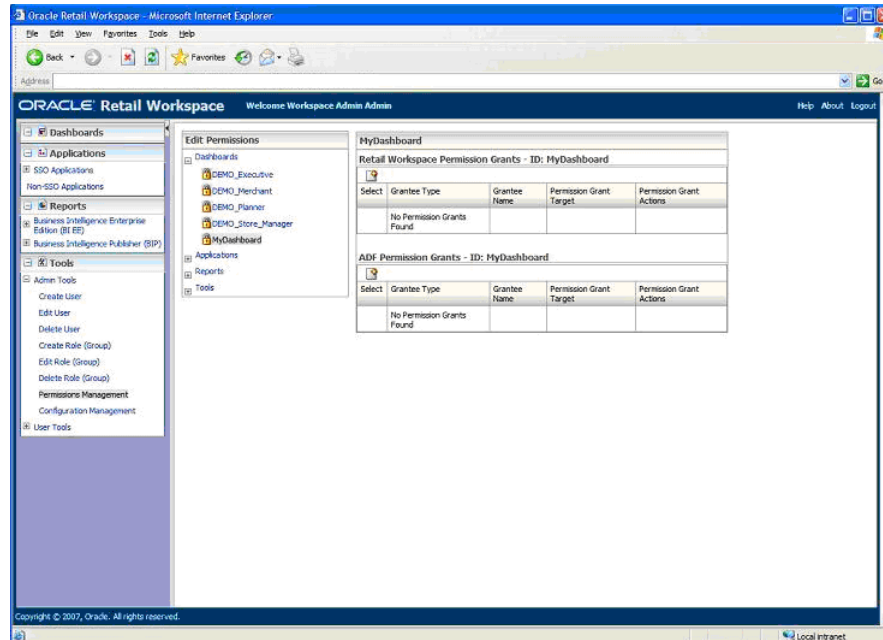 Oracle Retail Workspace - Microsoft Internet Explorer
File Edit View Favorites Tools Help
Back Favorites
Address Go
ORACLE Retail Workspace Welcome Workspace Admin Admin Help About Logout
Dashboards
Applications
SSO Applications
Non-SSO Applications
Reports
Business Intelligence Enterprise
Edition (BI EE)
Business Intelligence Publisher (BIP)
Tools
Admin Tools
Create User
Edit User
Delete User
Create Role (Group)
Edit Role (Group)
Delete Role (Group)
Permissions Management
Configuration Management
User Tools
Edit Permissions
Dashboards
DEMO_Executive
DEMO_Merchant
DEMO_Planner
DEMO_Store_Manager
MyDashboard
Applications
Reports
Tools
MyDashboard
Retail Workspace Permission Grants - ID: MyDashboard
Select Grantee Type Grantee Name Permission Grant Target Permission Grant Actions
No Permission Grants
Found
ADF Permission Grants - ID: MyDashboard
Select Grantee Type Grantee Name Permission Grant Target Permission Grant Actions
No Permission Grants
Found
Copyright © 2007, Oracle. All rights reserved.
Local intranet